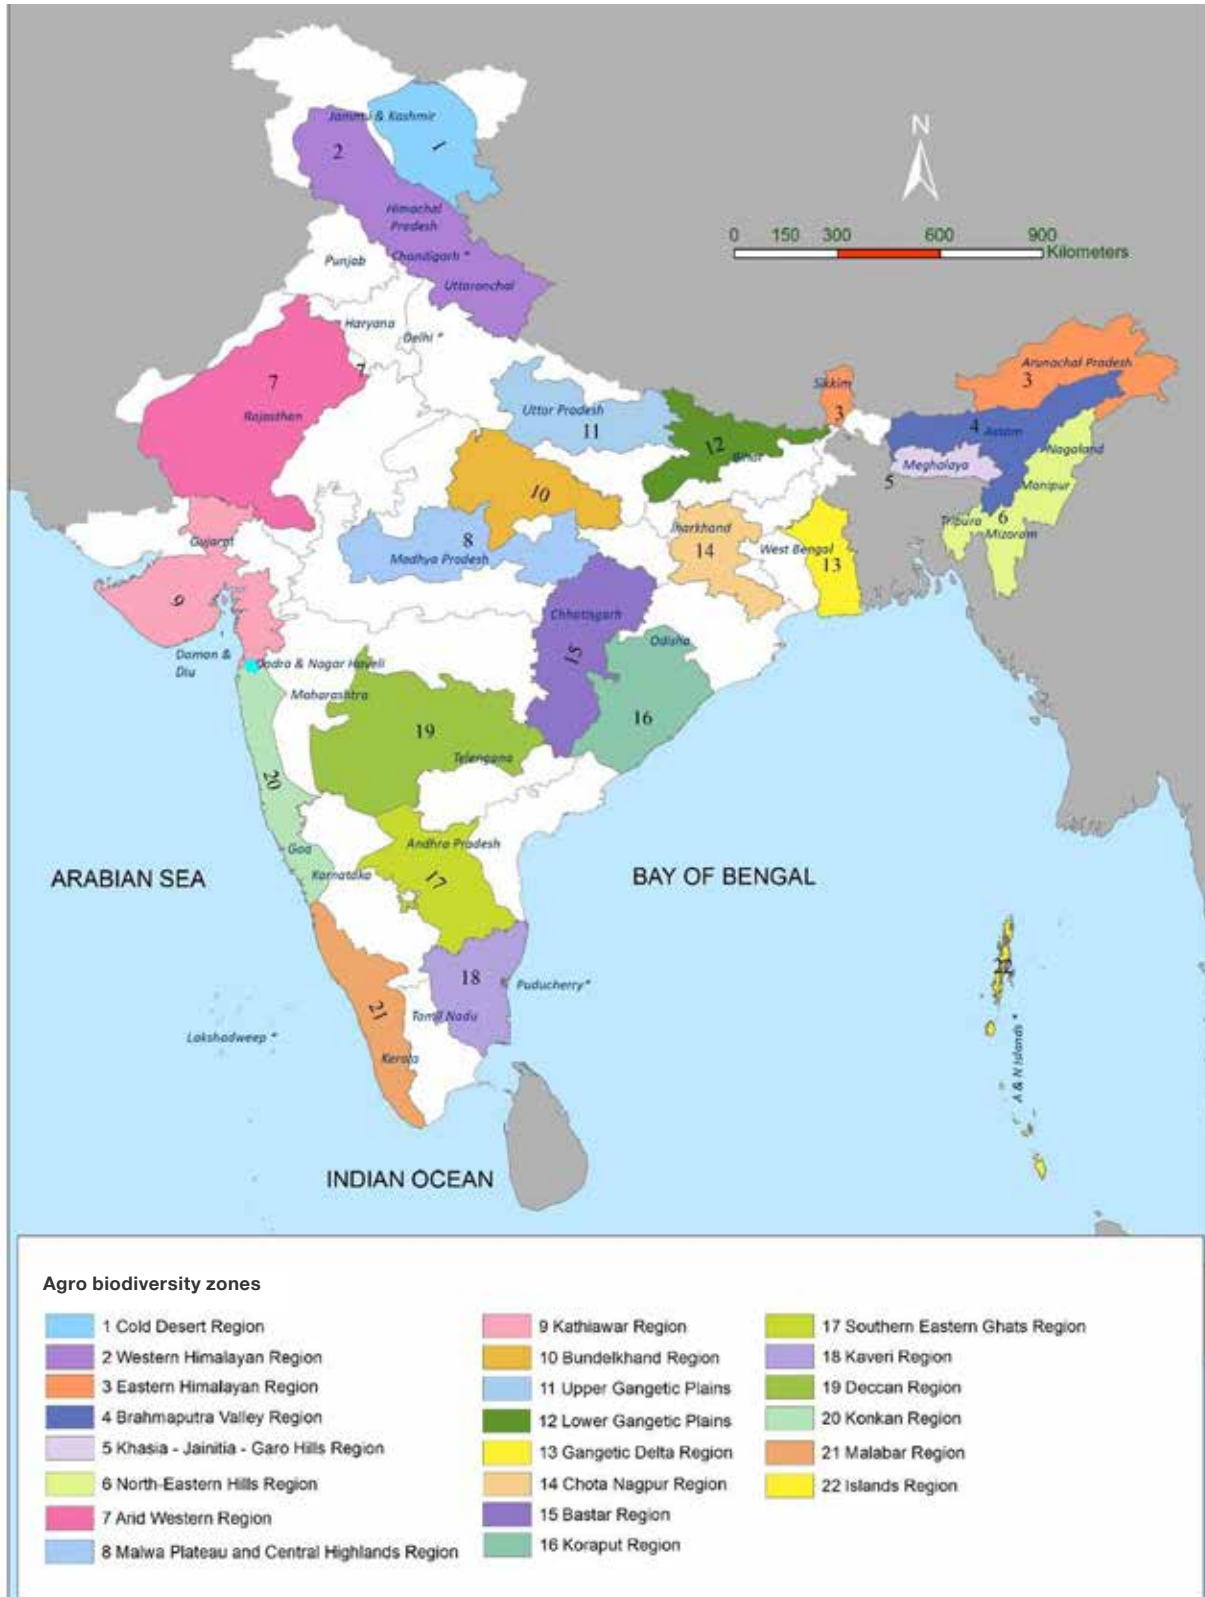 Jammu & Kashmir
1
2
Himachal
Pradesh
Chandigarh *
Uttaranchal
Punjab
Haryana
Delhi *
N
0 150 300 600 900
Kilometers
7
7
Rajasthan
Uttar Pradesh
11
12
Bihar
Sikkim
3
Arunachal Pradesh
3
4
Assam
Meghalaya
5
Nagaland
Manipur
6
Tripura
Mizoram
10
8
Madhya Pradesh
Gujarat
9
Jharkhand
14
West Bengal
13
Chhatisgarh
15
Odisha
16
Daman &
Diu
Dadra & Nagar Haveli
Maharashtra
19
Telengana
20
Goa
Karnataka
Andhra Pradesh
17
ARABIAN SEA
BAY OF BENGAL
18
Puducherry*
Tamil Nadu
21
Kerala
Lakshadweep *
22
A & N Islands *
INDIAN OCEAN
Agro biodiversity zones
1 Cold Desert Region
2 Western Himalayan Region
3 Eastern Himalayan Region
4 Brahmaputra Valley Region
5 Khasia - Jainitia - Garo Hills Region
6 North-Eastern Hills Region
7 Arid Western Region
8 Malwa Plateau and Central Highlands Region
9 Kathiawar Region
10 Bundelkhand Region
11 Upper Gangetic Plains
12 Lower Gangetic Plains
13 Gangetic Delta Region
14 Chota Nagpur Region
15 Bastar Region
16 Koraput Region
17 Southern Eastern Ghats Region
18 Kaveri Region
19 Deccan Region
20 Konkan Region
21 Malabar Region
22 Islands Region